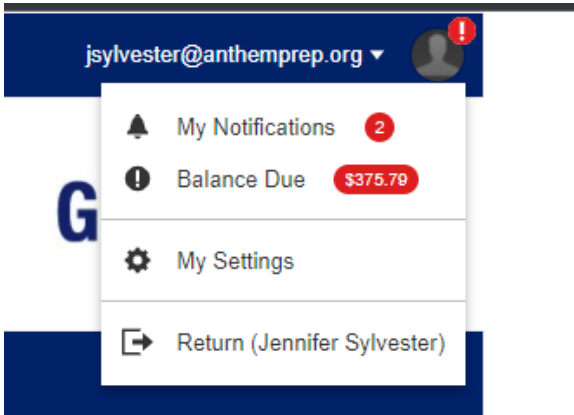 jsylvester@anthemprep.org
!
My Notifications 2
Balance Due $375.79
G
My Settings
Return (Jennifer Sylvester)